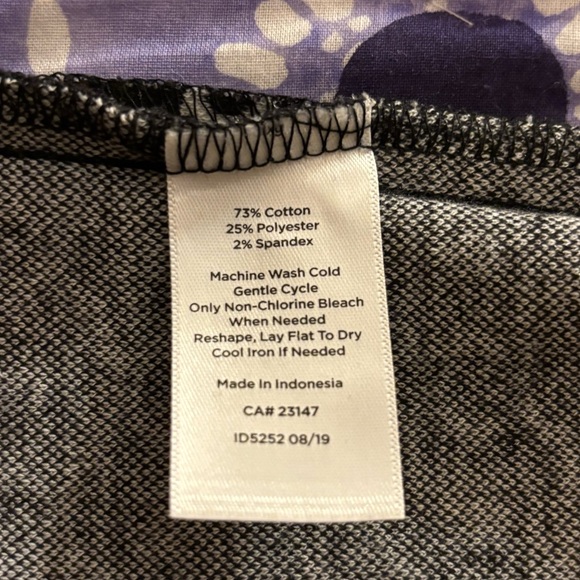 73% Cotton
25% Polyester
2% Spandex
Machine Wash Cold
Gentle Cycle
Only Non-Chlorine Bleach
When Needed
Reshape, Lay Flat To Dry
Cool Iron If Needed
Made In Indonesia
CA# 23147
ID5252 08/19